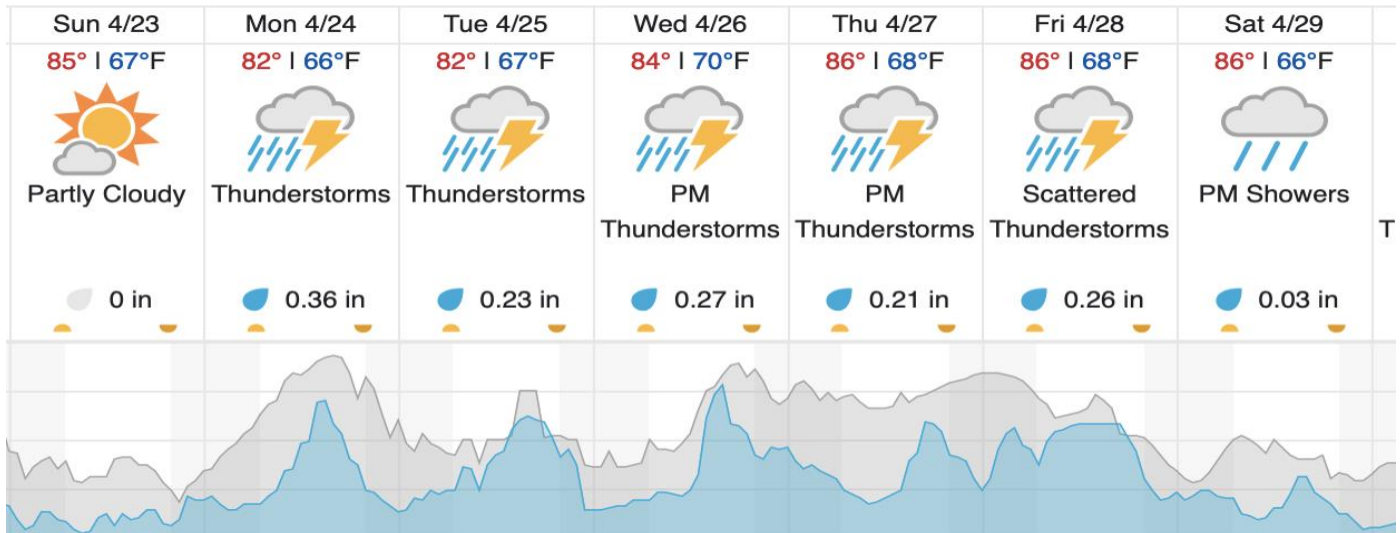 Sun 4/23
85° | 67°F
Partly Cloudy
0 in
Mon 4/24
82° | 66°F
Thunderstorms
0.36 in
Tue 4/25
82° | 67°F
Thunderstorms
0.23 in
Wed 4/26
84° | 70°F
PM
Thunderstorms
0.27 in
Thu 4/27
86° | 68°F
PM
Thunderstorms
0.21 in
Fri 4/28
86° | 68°F
Scattered
Thunderstorms
0.26 in
Sat 4/29
86° | 66°F
PM Showers
0.03 in
T